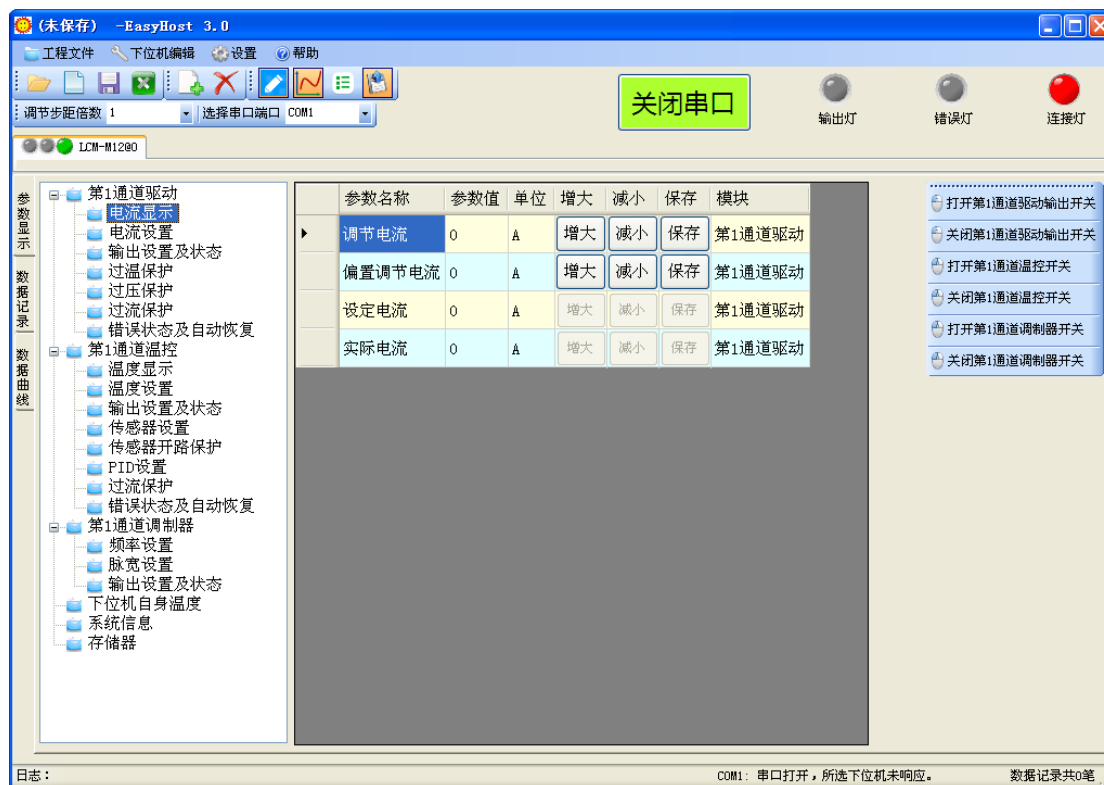 (未保存) -EasyHost 3.0
工程文件 下位机编辑 设置 帮助
调节步距倍数 1 选择串口端口 COM1
关闭串口
输出灯 错误灯 连接灯
LCM-M12@0
参数显示
数据记录
数据曲线
第1通道驱动
电流显示
电流设置
输出设置及状态
过温保护
过压保护
过流保护
错误状态及自动恢复
第1通道温控
温度显示
温度设置
输出设置及状态
传感器设置
传感器开路保护
PID设置
过流保护
错误状态及自动恢复
第1通道调制器
频率设置
脉宽设置
输出设置及状态
下位机自身温度
系统信息
存储器
参数名称 参数值 单位 增大 减小 保存 模块
调节电流 0 A 增大 减小 保存 第1通道驱动
偏置调节电流 0 A 增大 减小 保存 第1通道驱动
设定电流 0 A 增大 减小 保存 第1通道驱动
实际电流 0 A 增大 减小 保存 第1通道驱动
打开第1通道驱动输出开关
关闭第1通道驱动输出开关
打开第1通道温控开关
关闭第1通道温控开关
打开第1通道调制器开关
关闭第1通道调制器开关
日志: COM1: 串口打开，所选下位机未响应。 数据记录共0笔